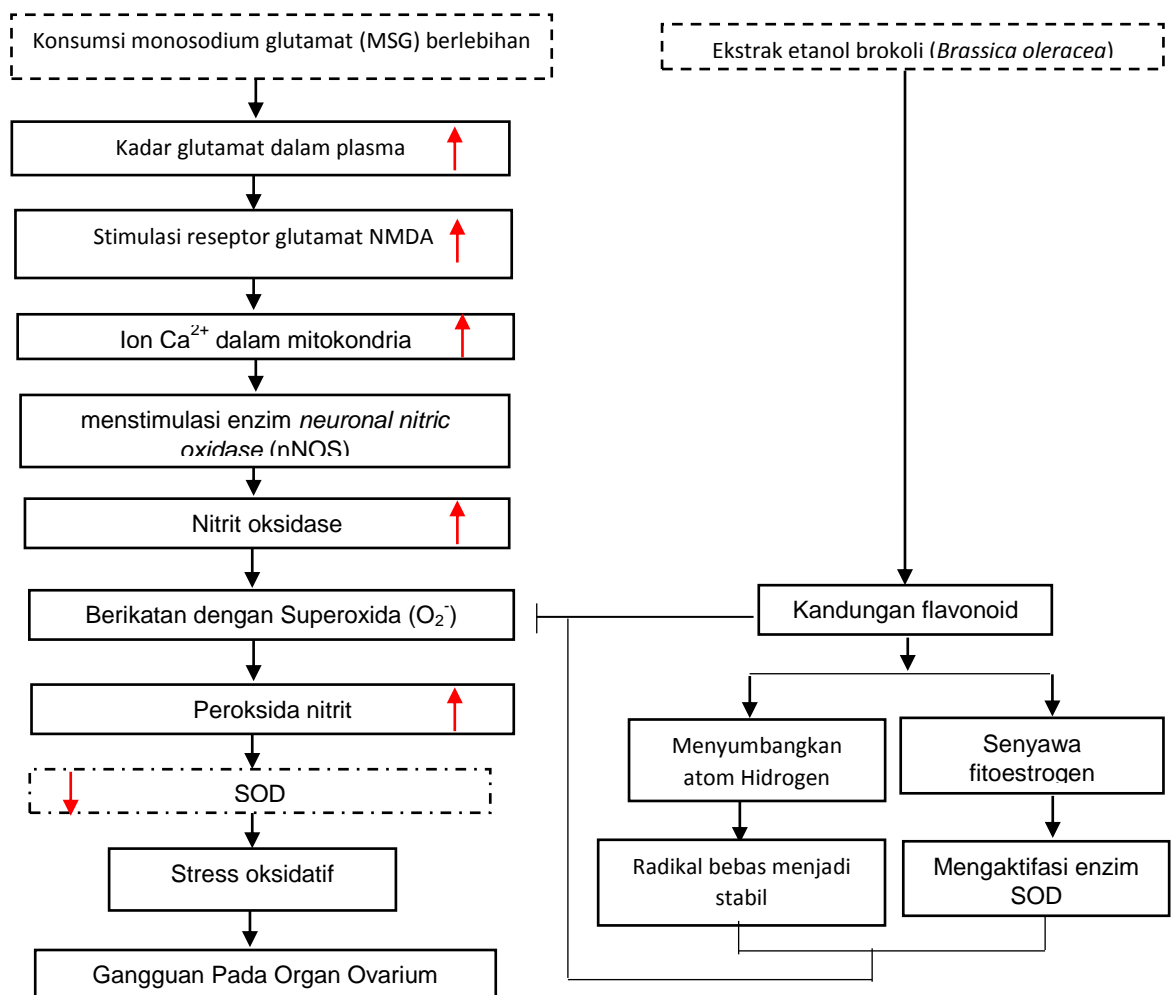 Konsumsi monosodium glutamat (MSG) berlebihan
Ekstrak etanol brokoli (Brassica oleracea)
Kadar glutamat dalam plasma
Stimulasi reseptor glutamat NMDA
Ion Ca²⁺ dalam mitokondria
menstimulasi enzim neuronal nitric
oxidase (nNOS)
Nitrit oksidase
Berikatan dengan Superoxida (O₂⁻)
Kandungan flavonoid
Peroksida nitrit
Menyumbangkan
atom Hidrogen
Senyawa
fitoestrogen
SOD
Stress oksidatif
Radikal bebas menjadi
stabil
Mengaktifasi enzim
SOD
Gangguan Pada Organ Ovarium